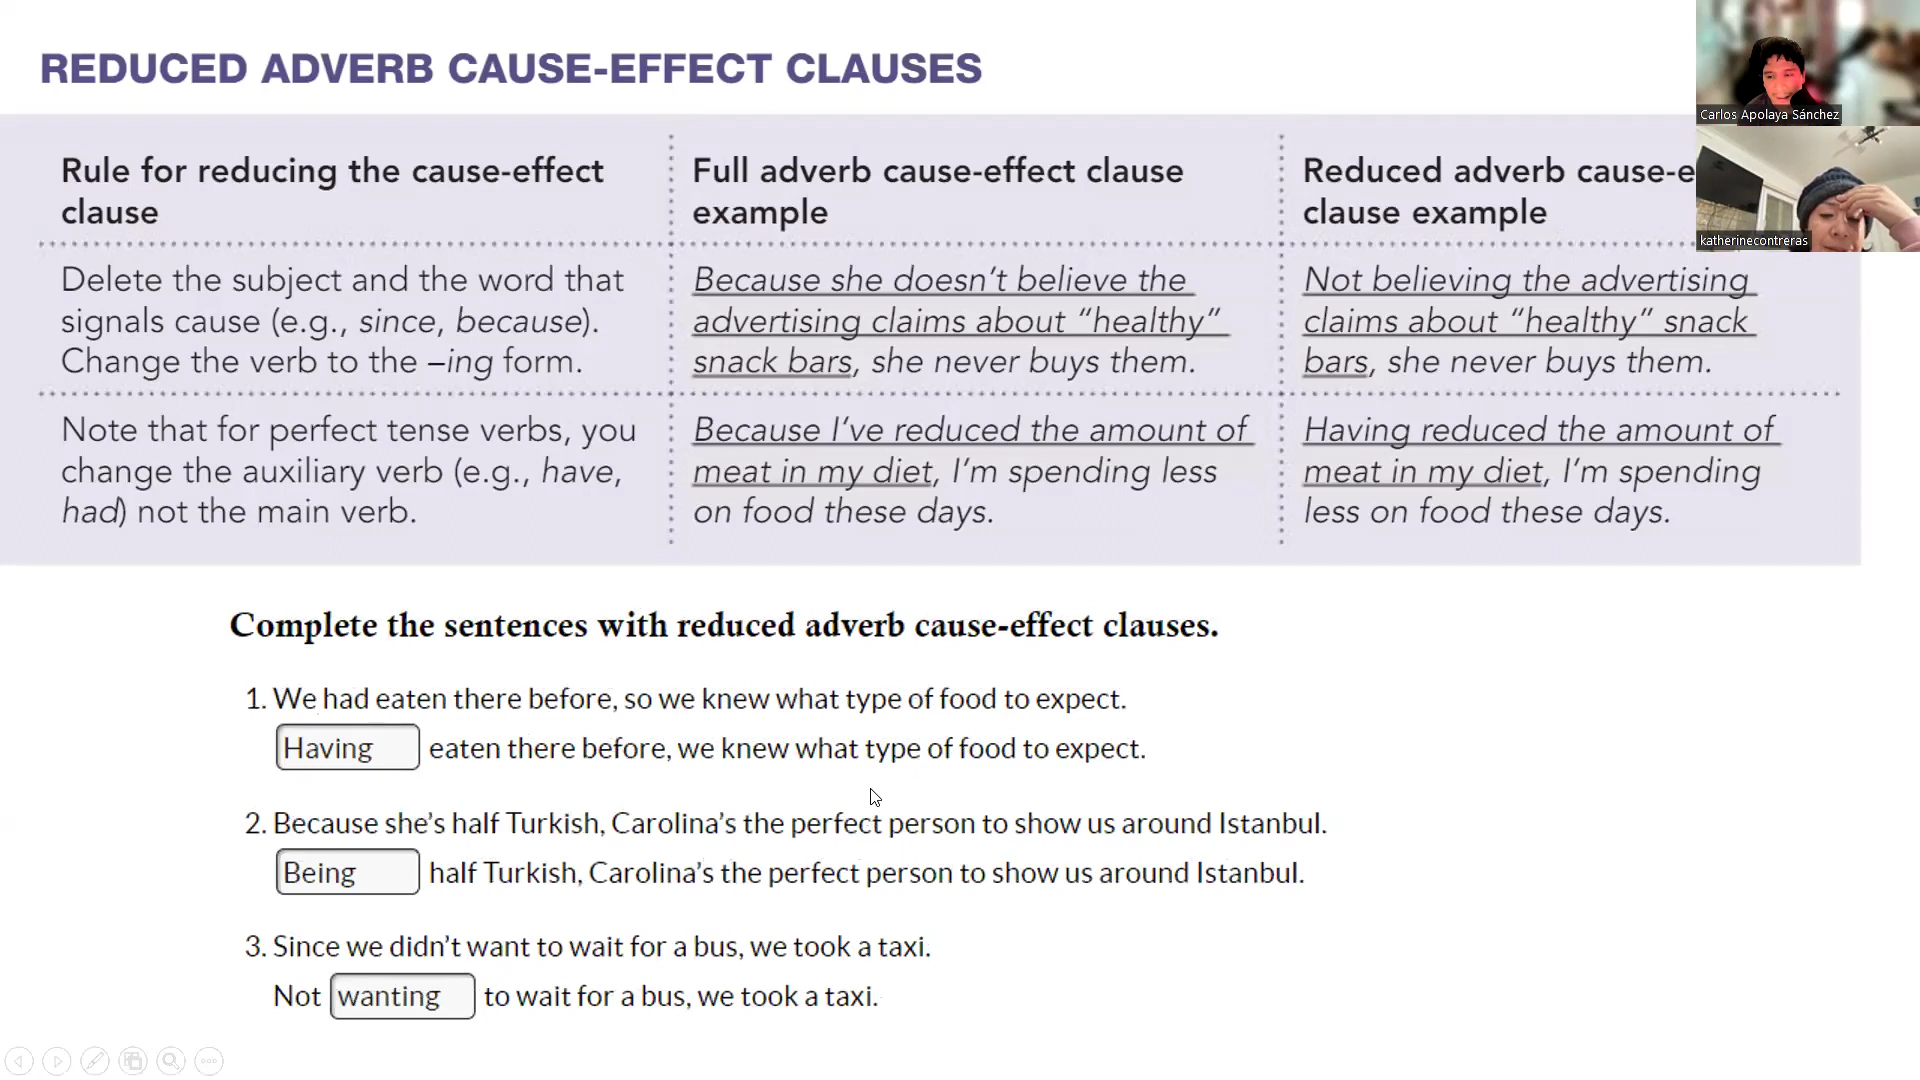 REDUCED ADVERB CAUSE-EFFECT CLAUSES
Carlos Apolaya Sánchez
katherinecontreras
Rule for reducing the cause-effect
clause
Full adverb cause-effect clause
example
Reduced adverb cause-e
clause example
Delete the subject and the word that
signals cause (e.g., since, because).
Change the verb to the –ing form.
Because she doesn’t believe the
advertising claims about “healthy”
snack bars, she never buys them.
Not believing the advertising
claims about “healthy” snack
bars, she never buys them.
Note that for perfect tense verbs, you
change the auxiliary verb (e.g., have,
had) not the main verb.
Because I’ve reduced the amount of
meat in my diet, I’m spending less
on food these days.
Having reduced the amount of
meat in my diet, I’m spending
less on food these days.
Complete the sentences with reduced adverb cause-effect clauses.
1. We had eaten there before, so we knew what type of food to expect.
Having eaten there before, we knew what type of food to expect.
2. Because she’s half Turkish, Carolina’s the perfect person to show us around Istanbul.
Being half Turkish, Carolina’s the perfect person to show us around Istanbul.
3. Since we didn’t want to wait for a bus, we took a taxi.
Not wanting to wait for a bus, we took a taxi.